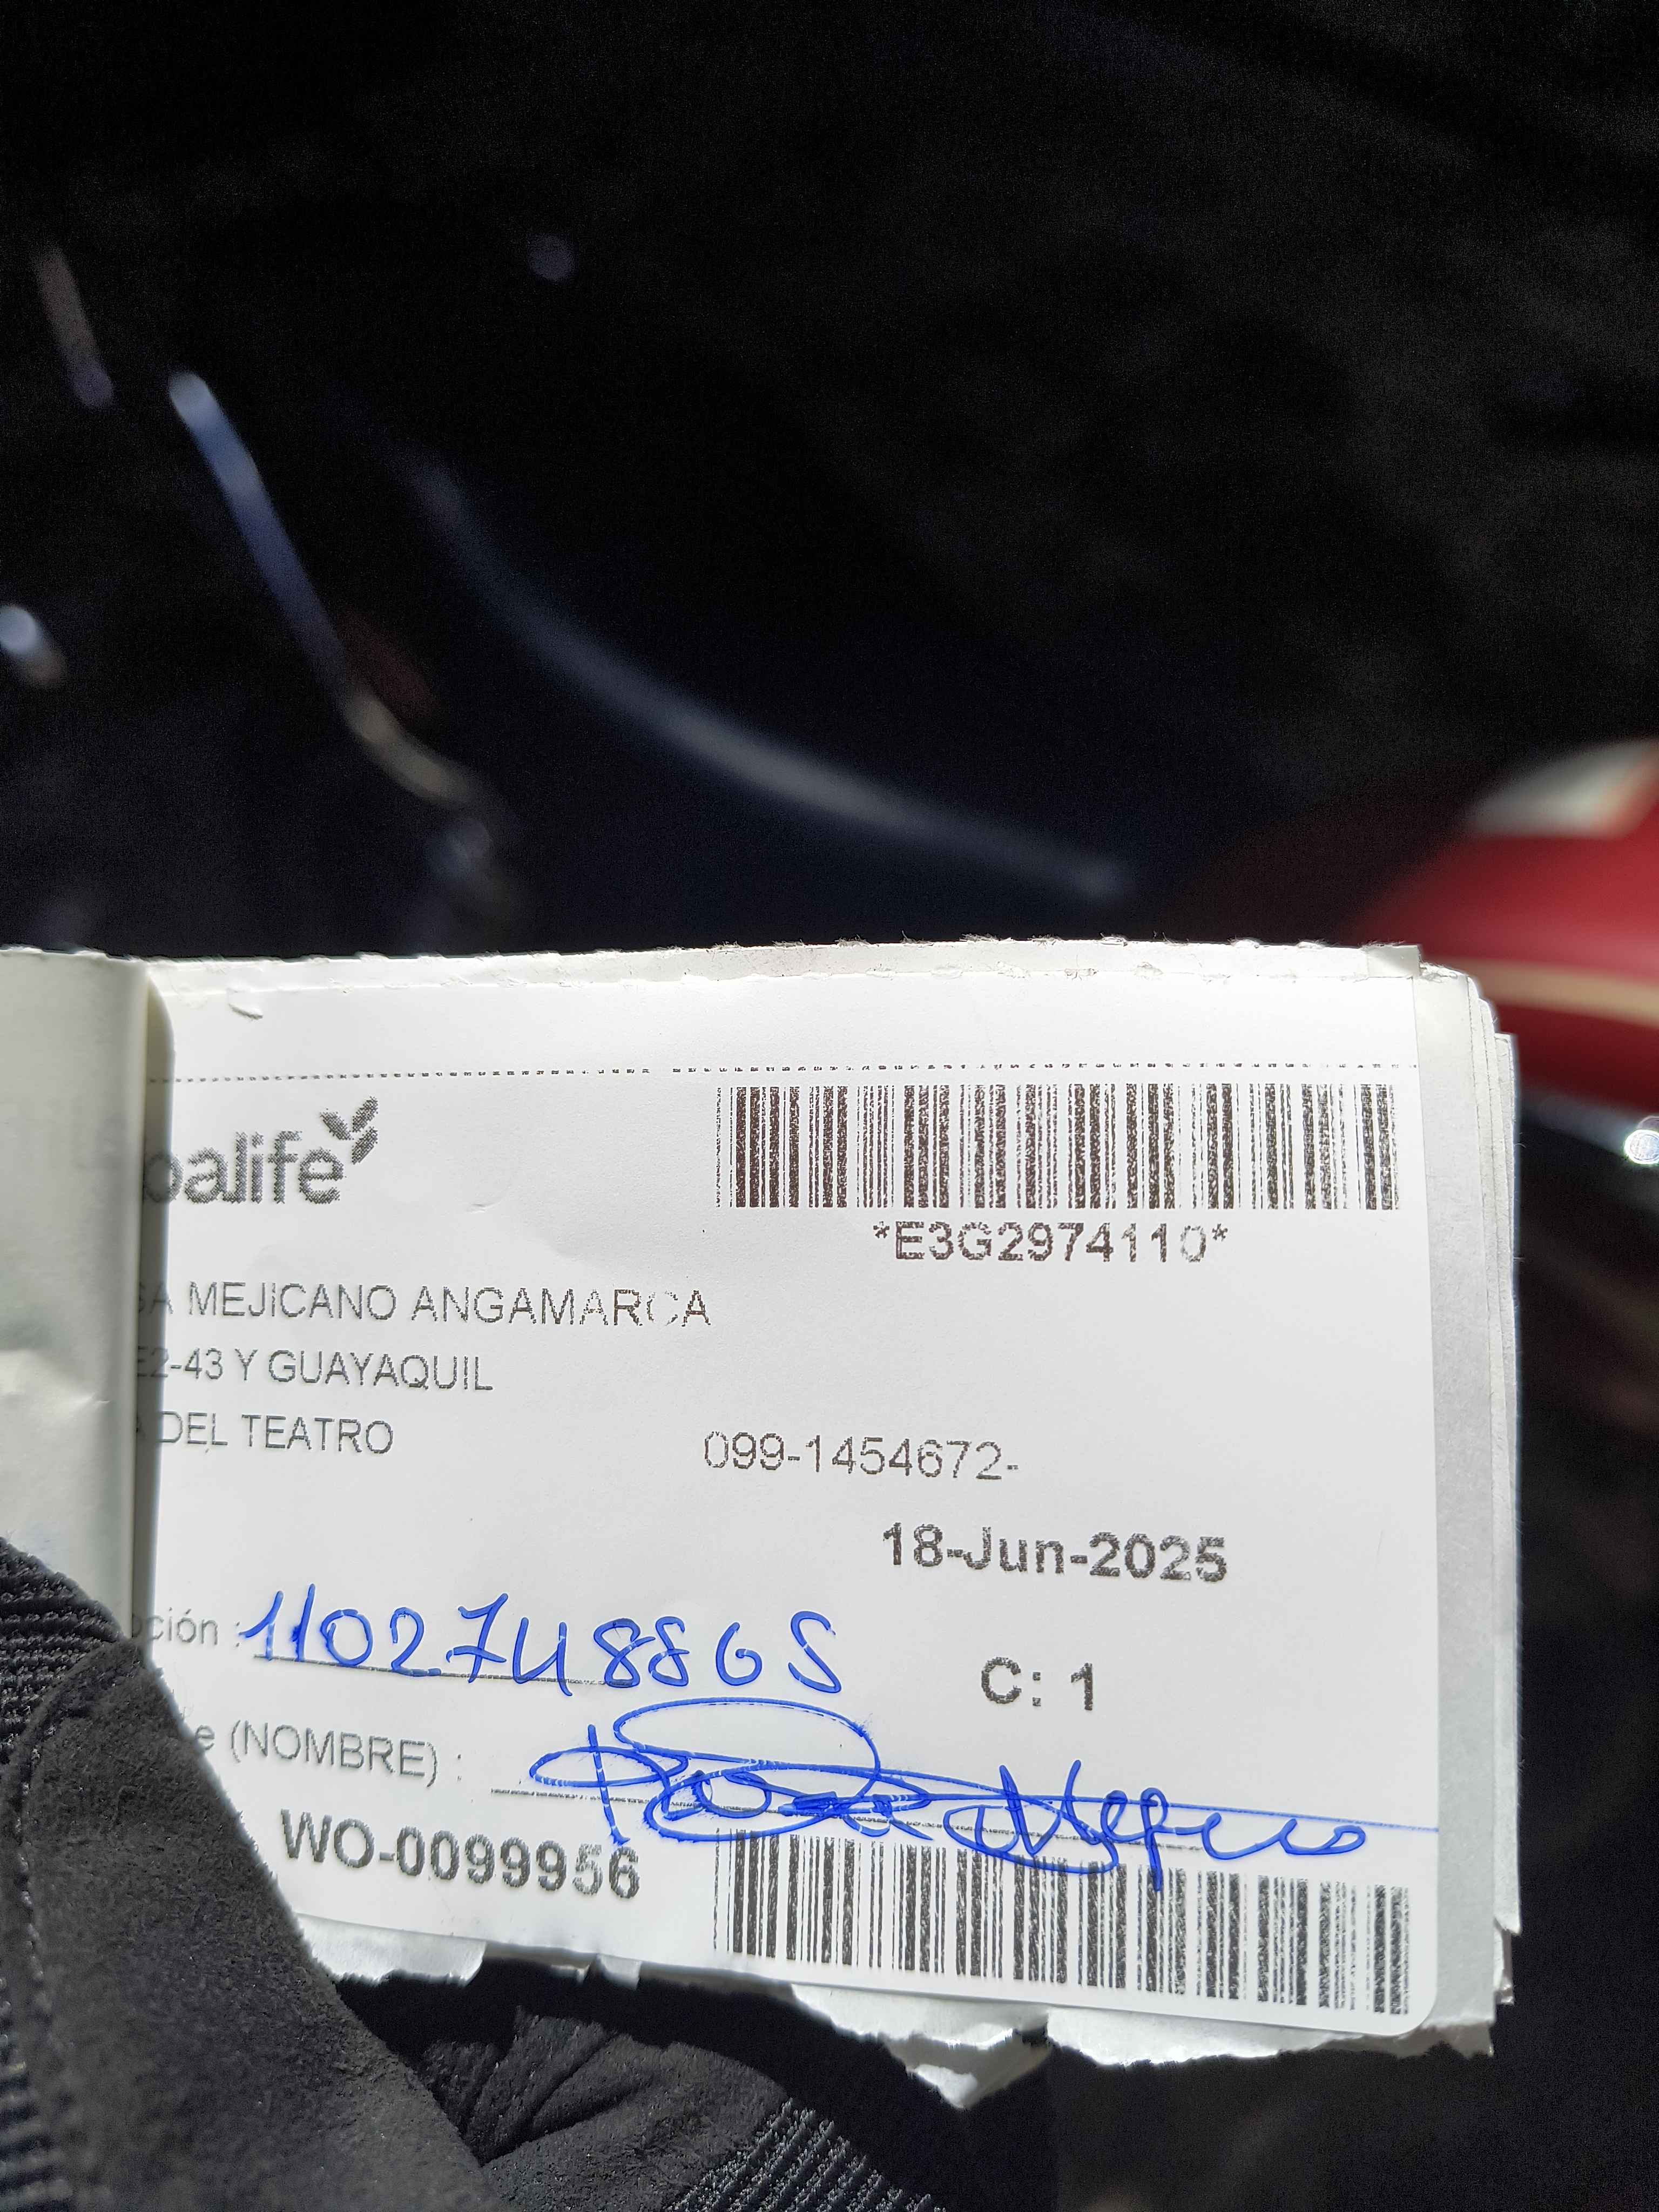 balife
*E3G2974110*
SA MEJICANO ANGAMARCA
E2-43 Y GUAYAQUIL
DEL TEATRO
099-1454672-
18-Jun-2025
pción : 1102748865
C: 1
e (NOMBRE) :
WO-0099956